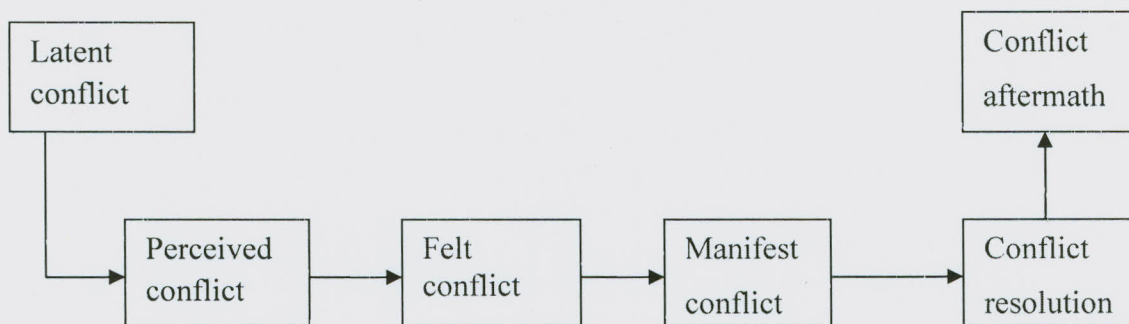 Latent
conflict
Perceived
conflict
Felt
conflict
Manifest
conflict
Conflict
resolution
Conflict
aftermath